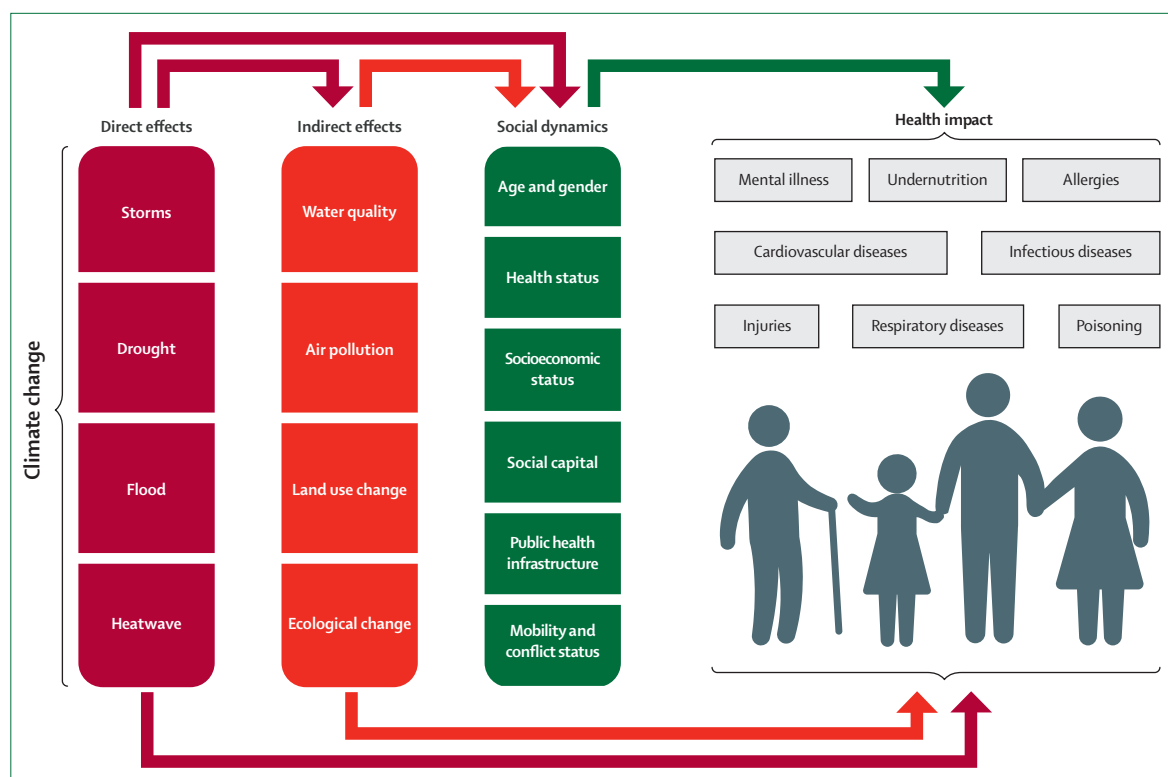 Direct effects
Indirect effects
Social dynamics
Health impact
Climate change
Storms
Drought
Flood
Heatwave
Water quality
Air pollution
Land use change
Ecological change
Age and gender
Health status
Socioeconomic
status
Social capital
Public health
infrastructure
Mobility and
conflict status
Mental illness
Undernutrition
Allergies
Cardiovascular diseases
Infectious diseases
Injuries
Respiratory diseases
Poisoning